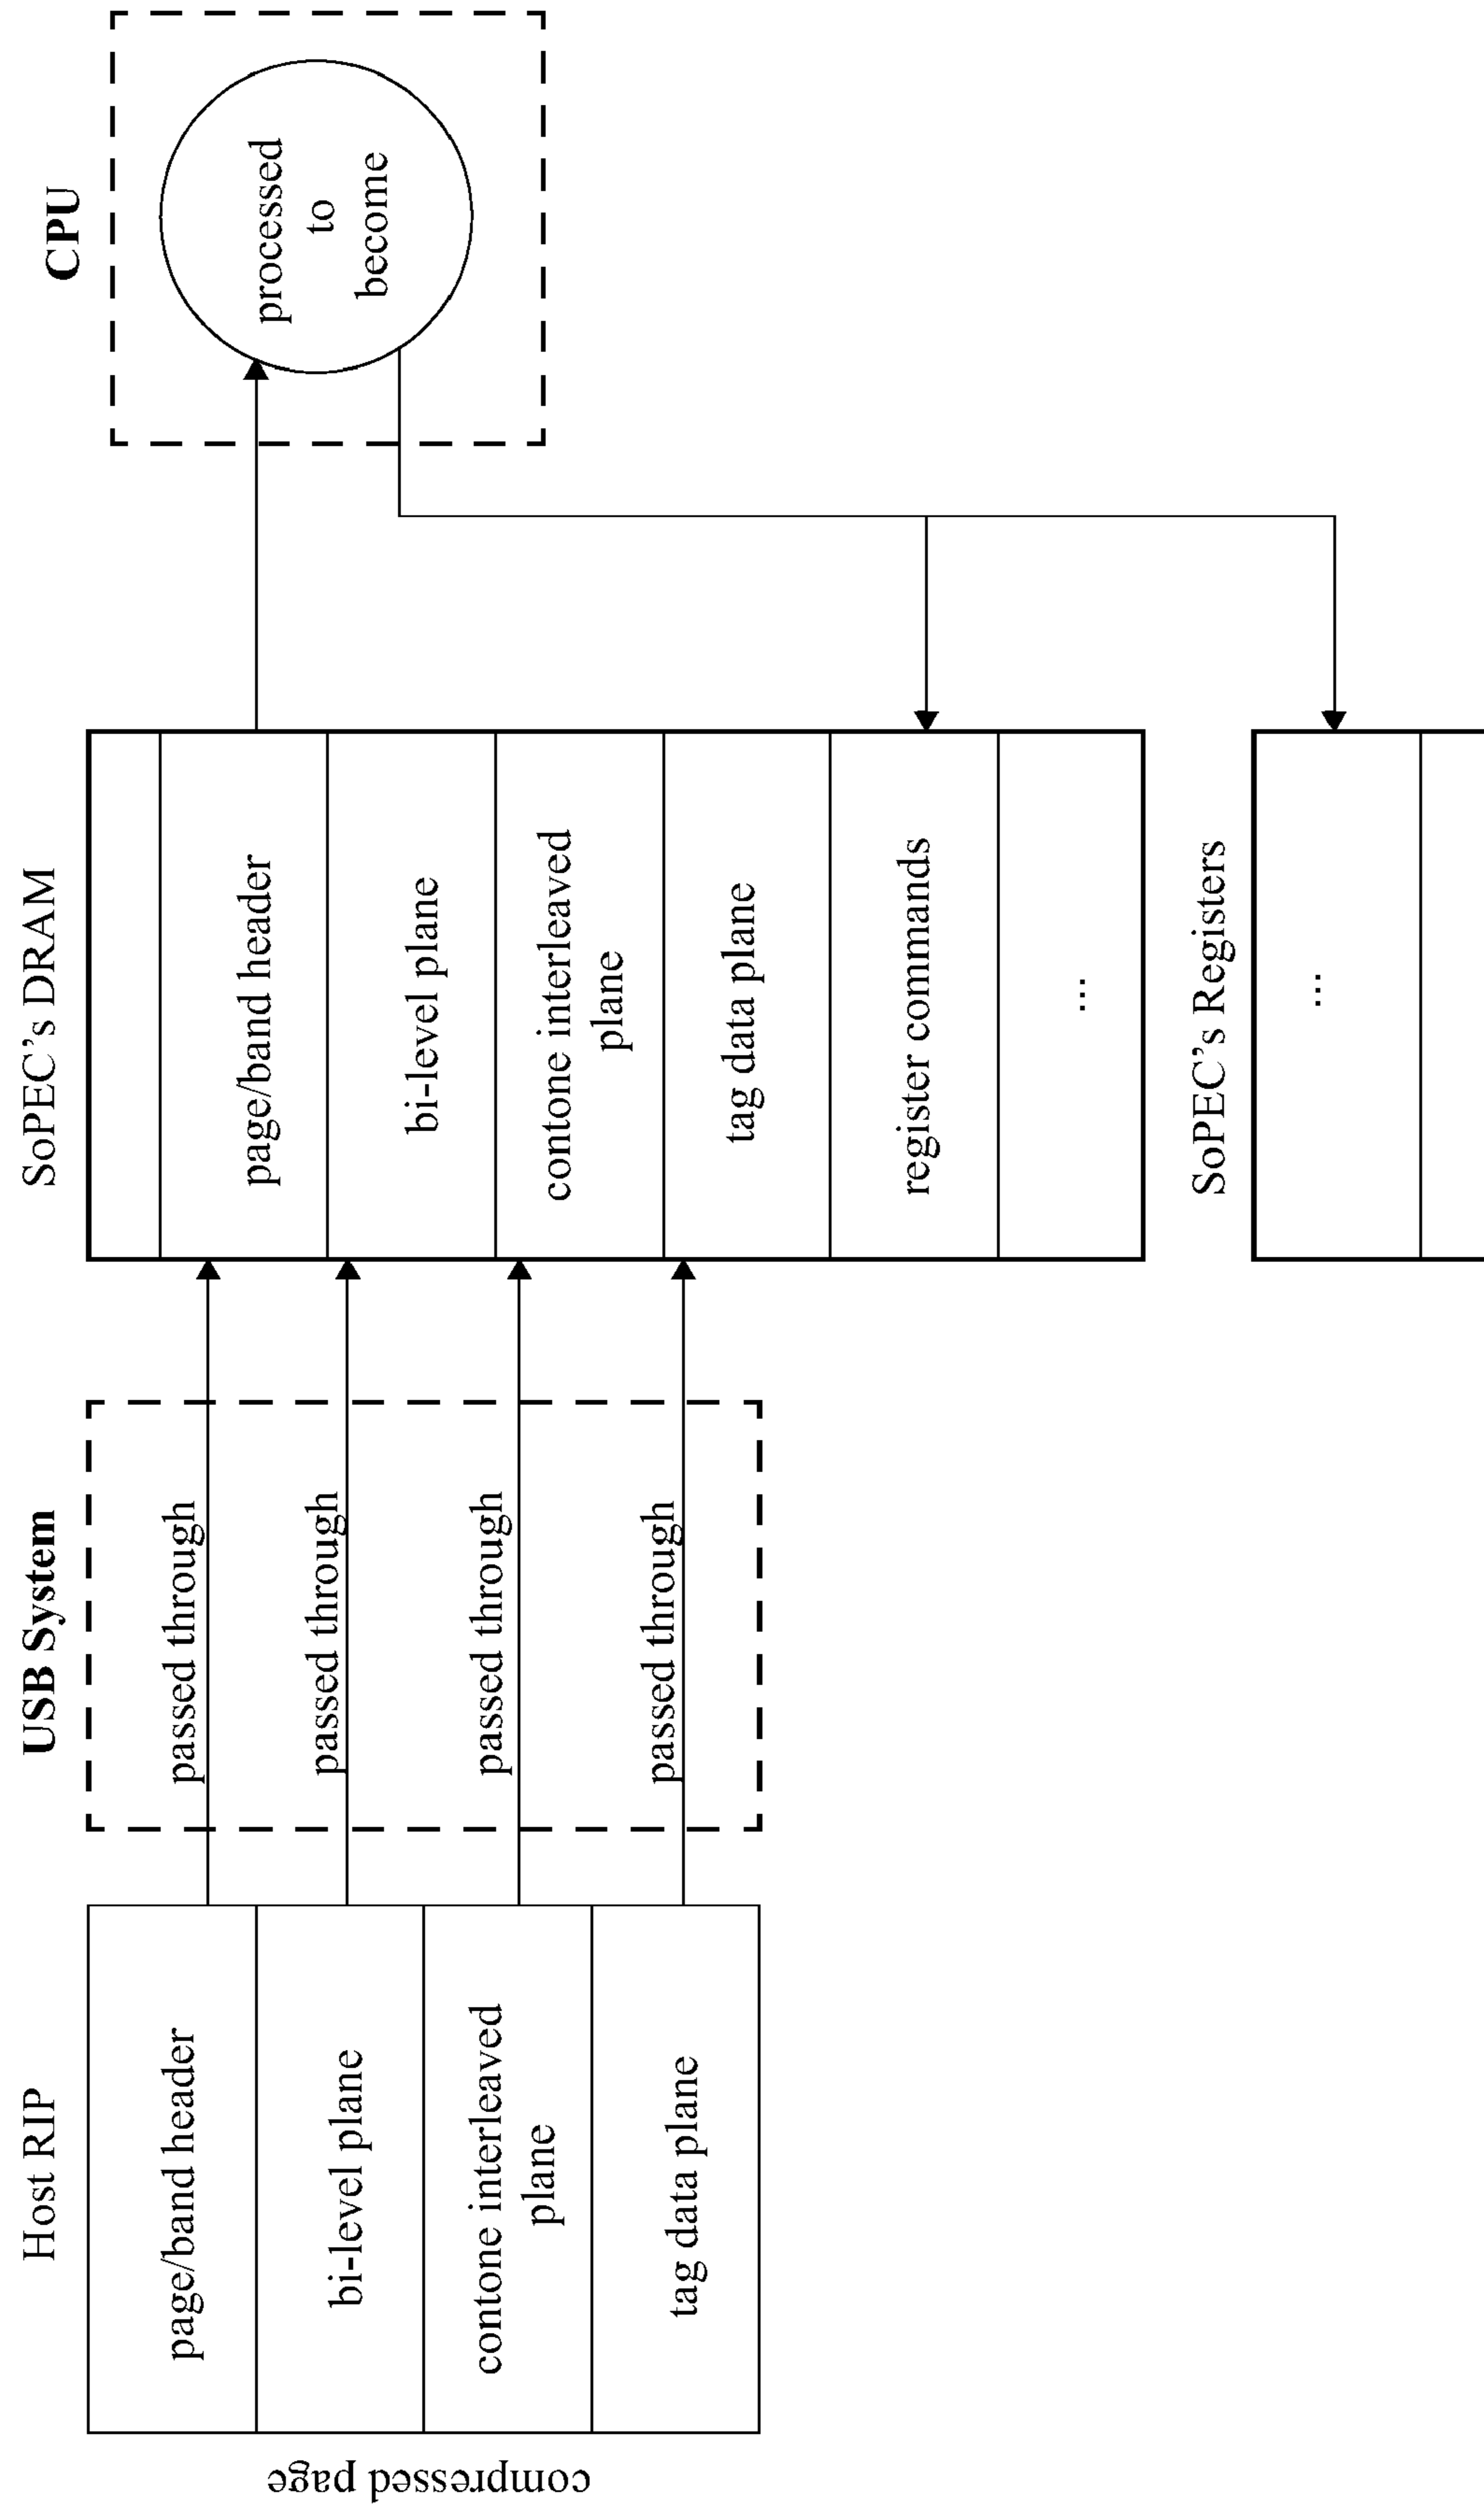 compressed page
Host RIP
page/band header
bi-level plane
contone interleaved
plane
tag data plane
USB System
passed through
passed through
passed through
passed through
SoPEC's DRAM
page/band header
bi-level plane
contone interleaved
plane
tag data plane
register commands
...
SoPEC's Registers
...
CPU
processed
to
become